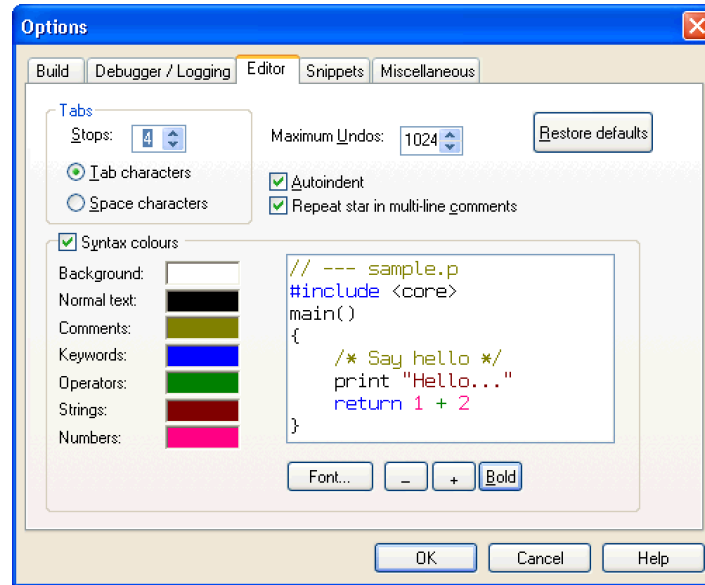 Options
Build Debugger / Logging Editor Snippets Miscellaneous
Tabs
Stops: 4
Maximum Undos: 1024
Restore defaults
Tab characters
Space characters
Autoindent
Repeat star in multi-line comments
Syntax colours
Background:
Normal text:
Comments:
Keywords:
Operators:
Strings:
Numbers:
// --- sample.p
#include <core>
main()
{
    /* Say hello */
    print "Hello..."
    return 1 + 2
}
Font... – + Bold
OK Cancel Help